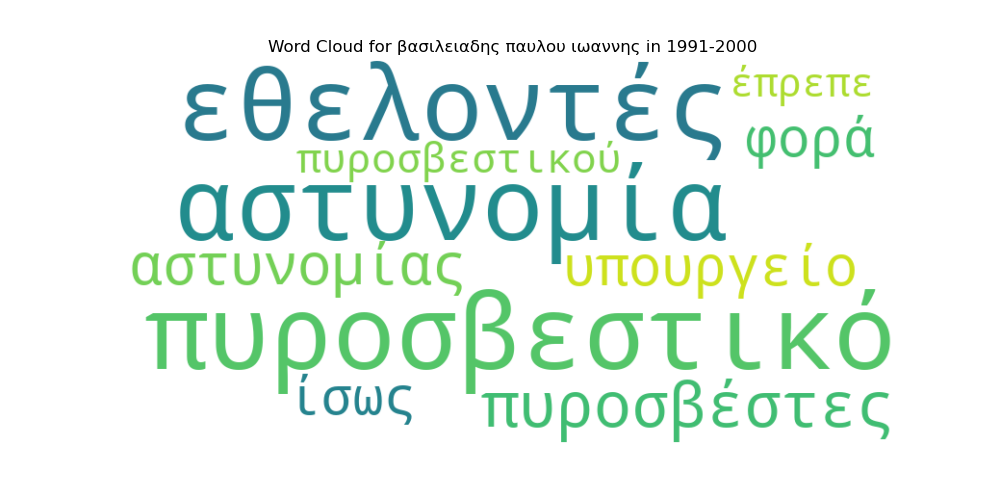 Word Cloud for βασιλειαδης παυλου ιωαννης in 1991-2000
εθελοντές
έπρεπε
φορά
πυροσβεστικού
αστυνομία
αστυνομίας
υπουργείο
πυροσβεστικό
ίσως
πυροσβέστες